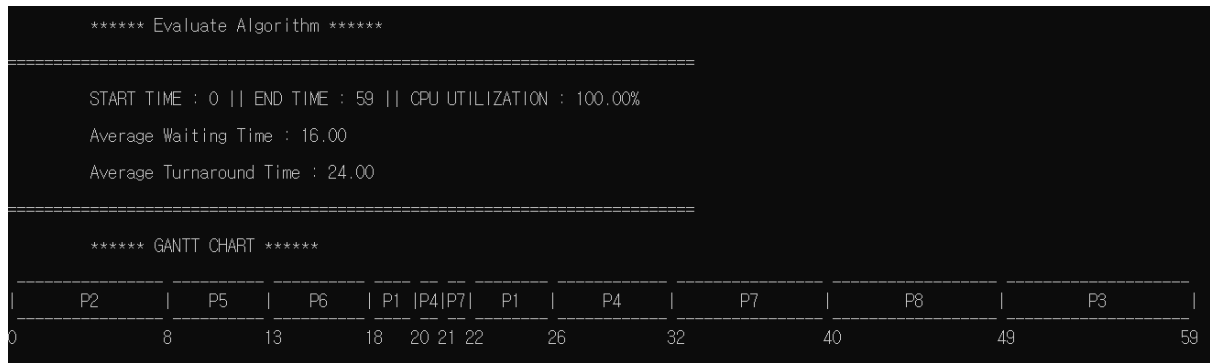 ****** Evaluate Algorithm ******
===========================================================================
START TIME : 0 || END TIME : 59 || CPU UTILIZATION : 100.00%
Average Waiting Time : 16.00
Average Turnaround Time : 24.00
===========================================================================
****** GANTT CHART ******
| P2 | P5 | P6 | P1 |P4|P7| P1 | P4 | P7 | P8 | P3 |
0 8 13 18 20 21 22 26 32 40 49 59